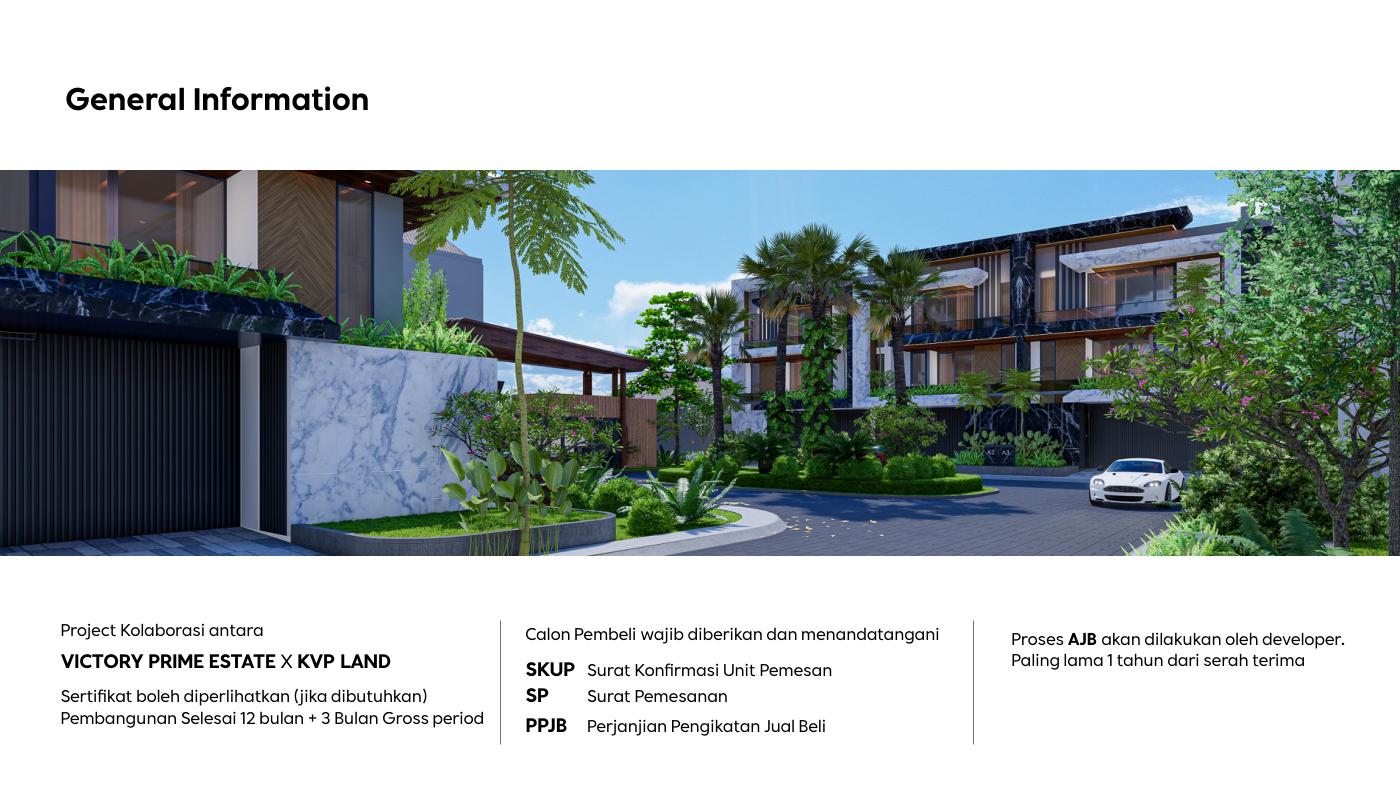 General Information
A2 A3
Project Kolaborasi antara
VICTORY PRIME ESTATE X KVP LAND
Sertifikat boleh diperlihatkan (jika dibutuhkan)
Pembangunan Selesai 12 bulan + 3 Bulan Gross period
Calon Pembeli wajib diberikan dan menandatangani
SKUP Surat Konfirmasi Unit Pemesan
SP Surat Pemesanan
PPJB Perjanjian Pengikatan Jual Beli
Proses AJB akan dilakukan oleh developer.
Paling lama 1 tahun dari serah terima